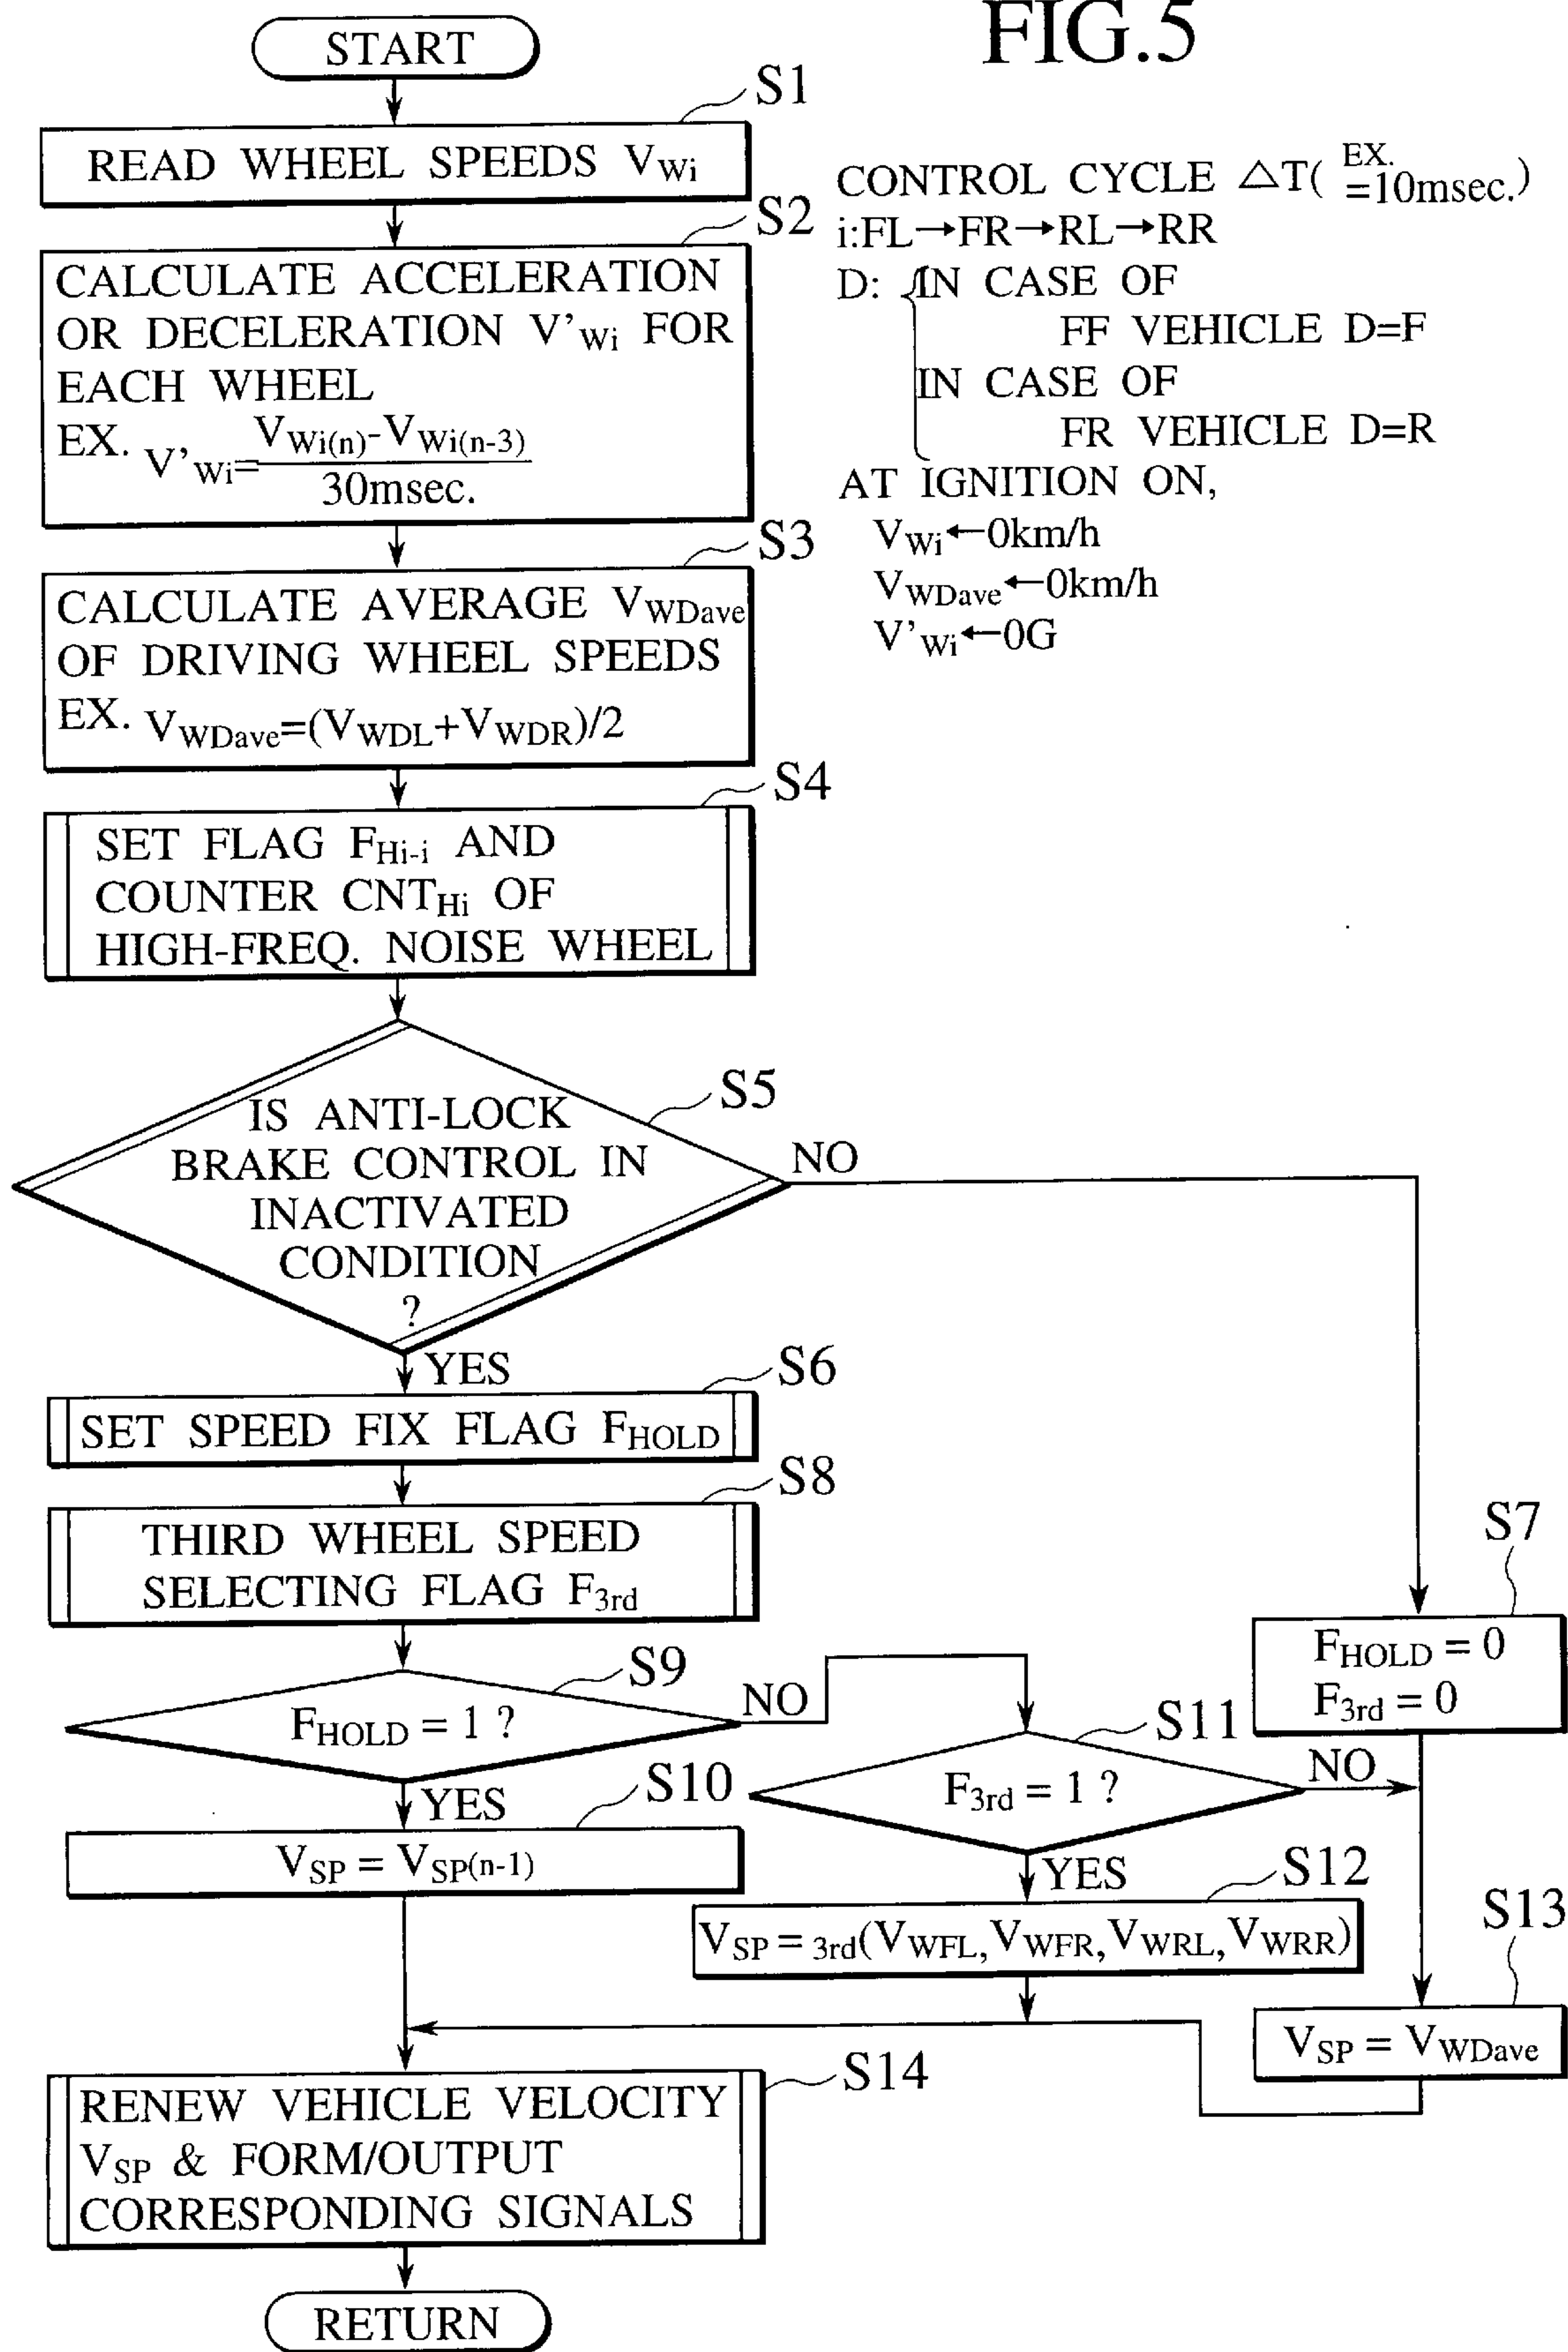 FIG.5
START
S1
READ WHEEL SPEEDS VWi
S2
CALCULATE ACCELERATION
OR DECELERATION V'Wi FOR
EACH WHEEL
EX. V'Wi=VWi(n)-VWi(n-3)
30msec.
CONTROL CYCLE △T( EX. =10msec.)
i:FL→FR→RL→RR
D: {IN CASE OF
FF VEHICLE D=F
IN CASE OF
FR VEHICLE D=R
AT IGNITION ON,
VWi←0km/h
VWDave←0km/h
V'Wi←0G
S3
CALCULATE AVERAGE VWDave
OF DRIVING WHEEL SPEEDS
EX. VWDave=(VWDL+VWDR)/2
S4
SET FLAG FHi-i AND
COUNTER CNTHi OF
HIGH-FREQ. NOISE WHEEL
S5
IS ANTI-LOCK
BRAKE CONTROL IN
INACTIVATED
CONDITION
?
NO
YES
S6
SET SPEED FIX FLAG FHOLD
S8
THIRD WHEEL SPEED
SELECTING FLAG F3rd
S7
FHOLD = 0
F3rd = 0
S9
FHOLD = 1 ?
NO
YES
S11
F3rd = 1 ?
NO
YES
S10
VSP = VSP(n-1)
S12
VSP = 3rd(VWFL,VWFR,VWRL,VWRR)
S13
VSP = VWDave
S14
RENEW VEHICLE VELOCITY
VSP & FORM/OUTPUT
CORRESPONDING SIGNALS
RETURN